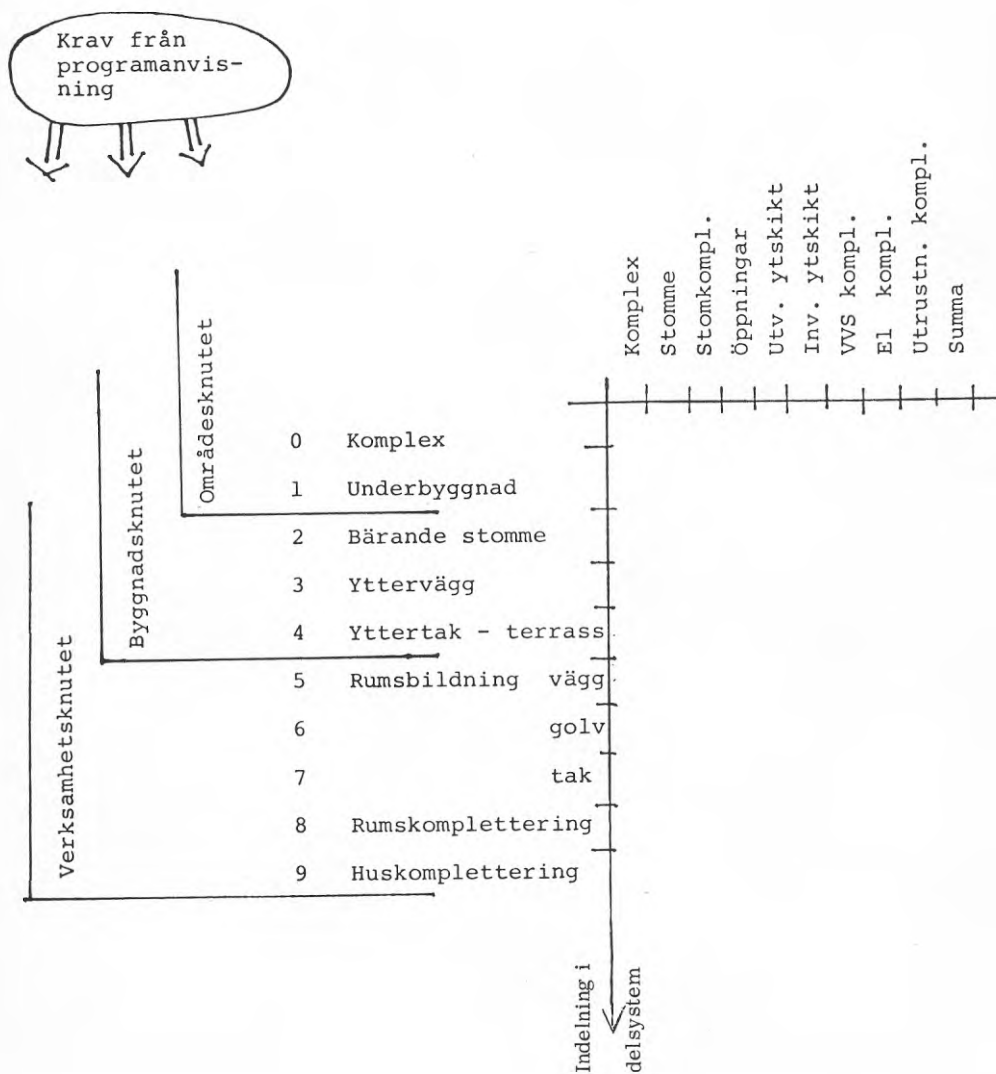 Krav från
programanvis-
ning
Komplex
Stomme
Stomkompl.
Öppningar
Utv. ytskikt
Inv. ytskikt
VVS kompl.
El kompl.
Utrustn. kompl.
Summa
Områdesknutet
Byggnadsknutet
Verksamhetsknutet
0 Komplex
1 Underbyggnad
2 Bärande stomme
3 Yttervägg
4 Yttertak - terrass
5 Rumsbildning vägg
6 golv
7 tak
8 Rumskomplettering
9 Huskomplettering
Indelning i
delsystem